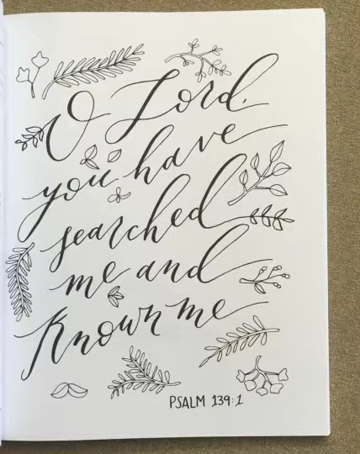 O Lord,
you have
searched
me and
known me
PSALM 139:1